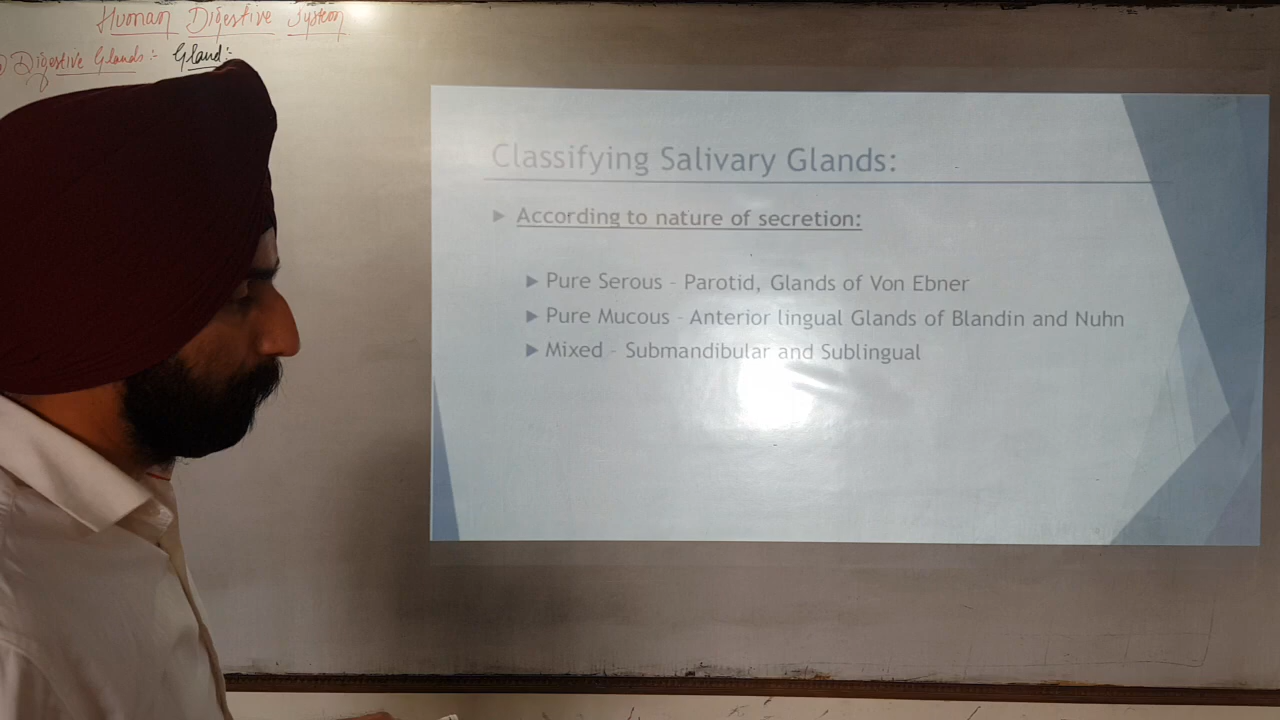 Human Digestive System
Digestive Glands:- Gland:-
Classifying Salivary Glands:
According to nature of secretion:
Pure Serous - Parotid, Glands of Von Ebner
Pure Mucous - Anterior lingual Glands of Blandin and Nuhn
Mixed - Submandibular and Sublingual